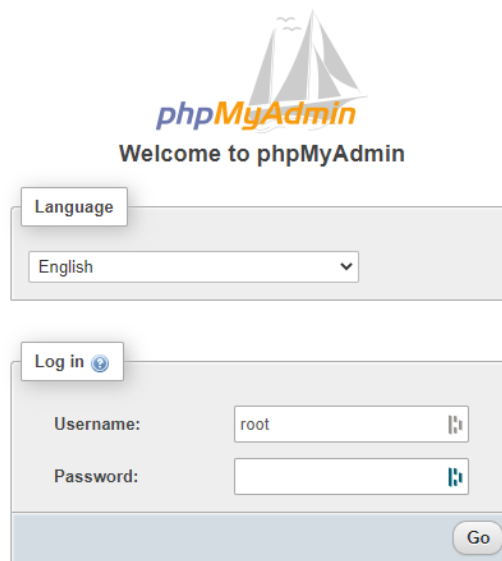 phpMyAdmin
Welcome to phpMyAdmin
Language
English
Log in
Username:
root
Password:
Go